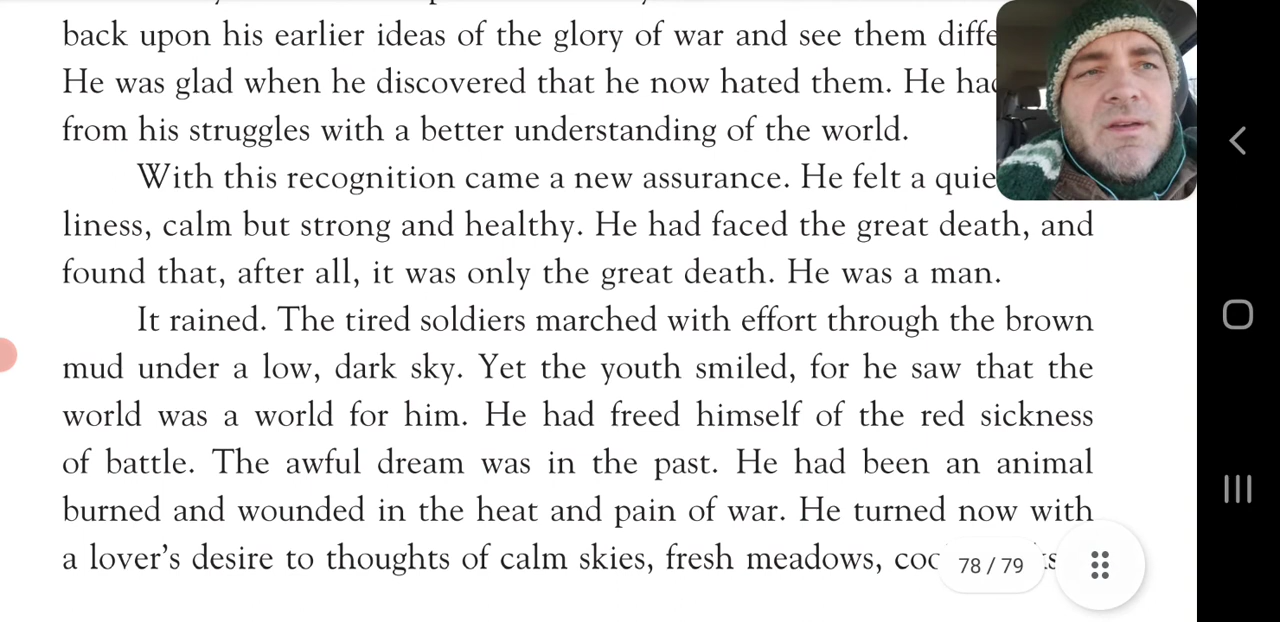 back upon his earlier ideas of the glory of war and see them
He was glad when he discovered that he now hated them. He
from his struggles with a better understanding of the world.
With this recognition came a new assurance. He felt a
liness, calm but strong and healthy. He had faced the great death, and
found that, after all, it was only the great death. He was a man.
It rained. The tired soldiers marched with effort through the brown
mud under a low, dark sky. Yet the youth smiled, for he saw that the
world was a world for him. He had freed himself of the red sickness
of battle. The awful dream was in the past. He had been an animal
burned and wounded in the heat and pain of war. He turned now with
a lover's desire to thoughts of calm skies, fresh meadows,
78 / 79